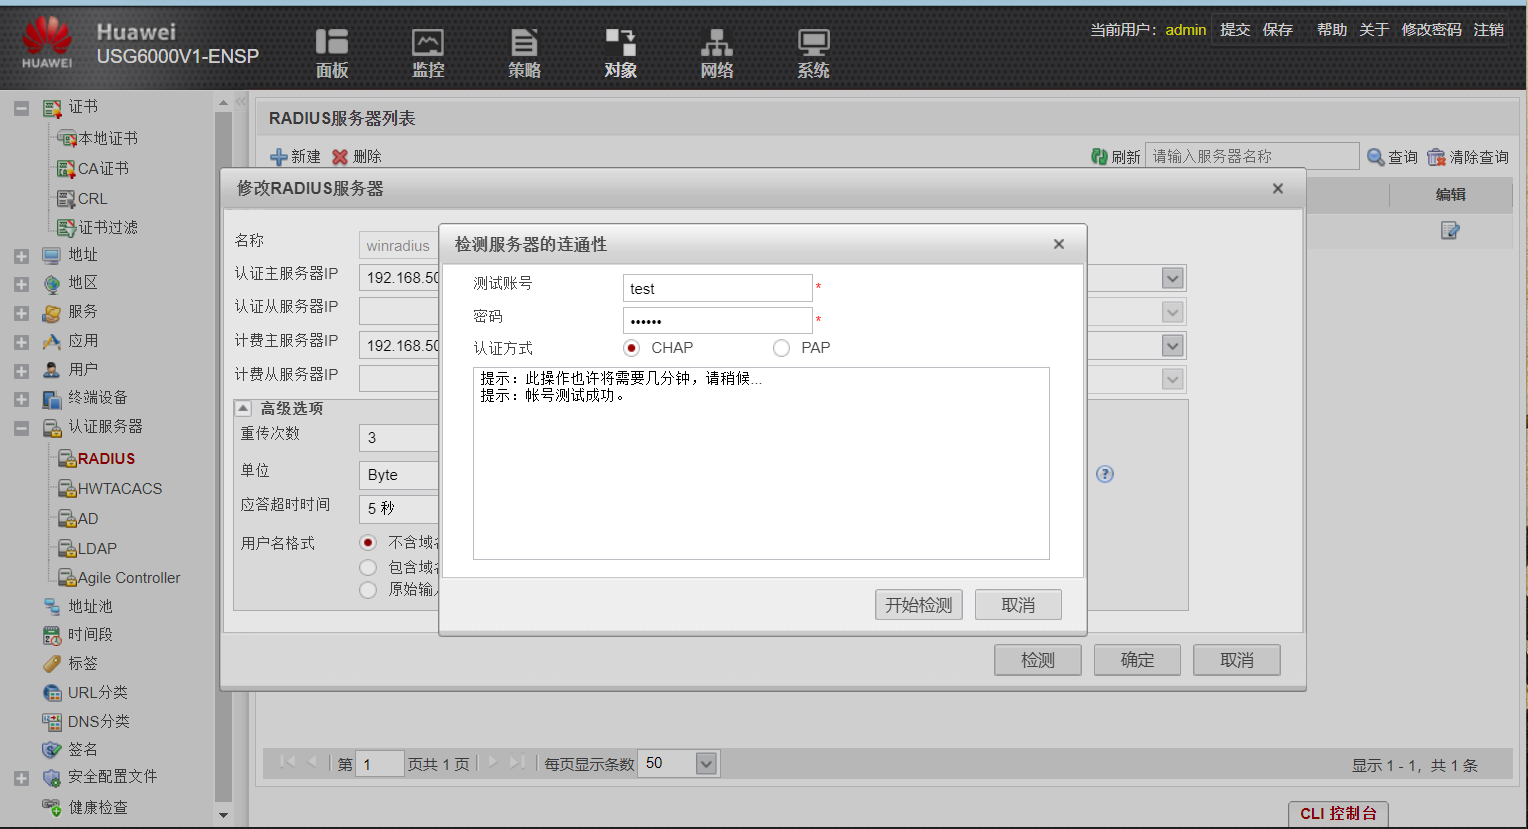 Huawei
USG6000V1-ENSP
HUAWEI
面板
监控
策略
对象
网络
系统
当前用户: admin 提交 保存 帮助 关于 修改密码 注销
证书
本地证书
CA证书
CRL
证书过滤
地址
地区
服务
应用
用户
终端设备
认证服务器
RADIUS
HWTACACS
AD
LDAP
Agile Controller
地址池
时间段
标签
URL分类
DNS分类
签名
安全配置文件
健康检查
RADIUS服务器列表
新建 删除
刷新 请输入服务器名称 查询 清除查询
编辑
修改RADIUS服务器
名称 winradius
认证主服务器IP 192.168.50
认证从服务器IP
计费主服务器IP 192.168.50
计费从服务器IP
高级选项
重传次数 3
单位 Byte
应答超时时间 5 秒
用户名格式 不含域
包含域
原始输
检测服务器的连通性
测试账号 test *
密码 •••••• *
认证方式 CHAP PAP
提示：此操作也许将需要几分钟，请稍候...
提示：帐号测试成功。
开始检测 取消
检测 确定 取消
第 1 页共 1 页 每页显示条数 50
显示 1 - 1，共 1 条
CLI 控制台